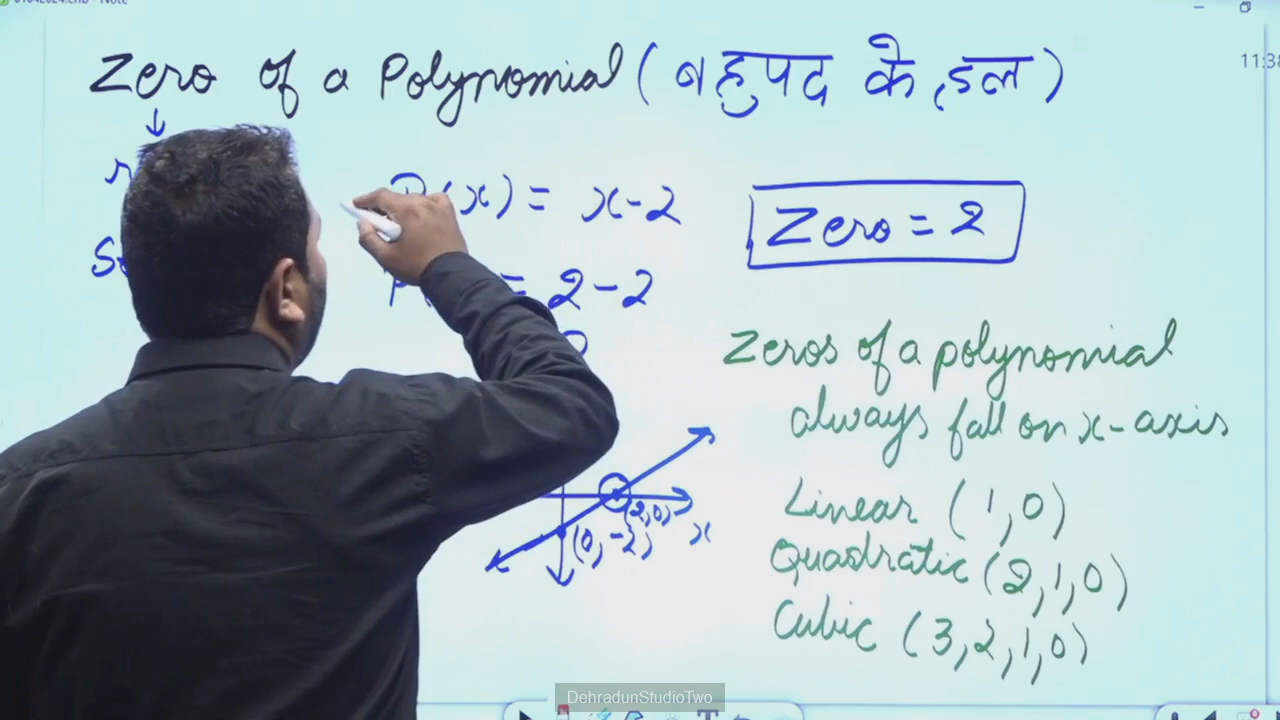 Zero of a Polynomial (बहुपद के हल)
P(x) = x-2
Zero = 2
= 2-2
0
Zeros of a polynomial
always fall on x-axis
(2,0)
(0,-2)
x
Linear (1,0)
Quadratic (2,1,0)
Cubic (3,2,1,0)
DehradunStudioTwo